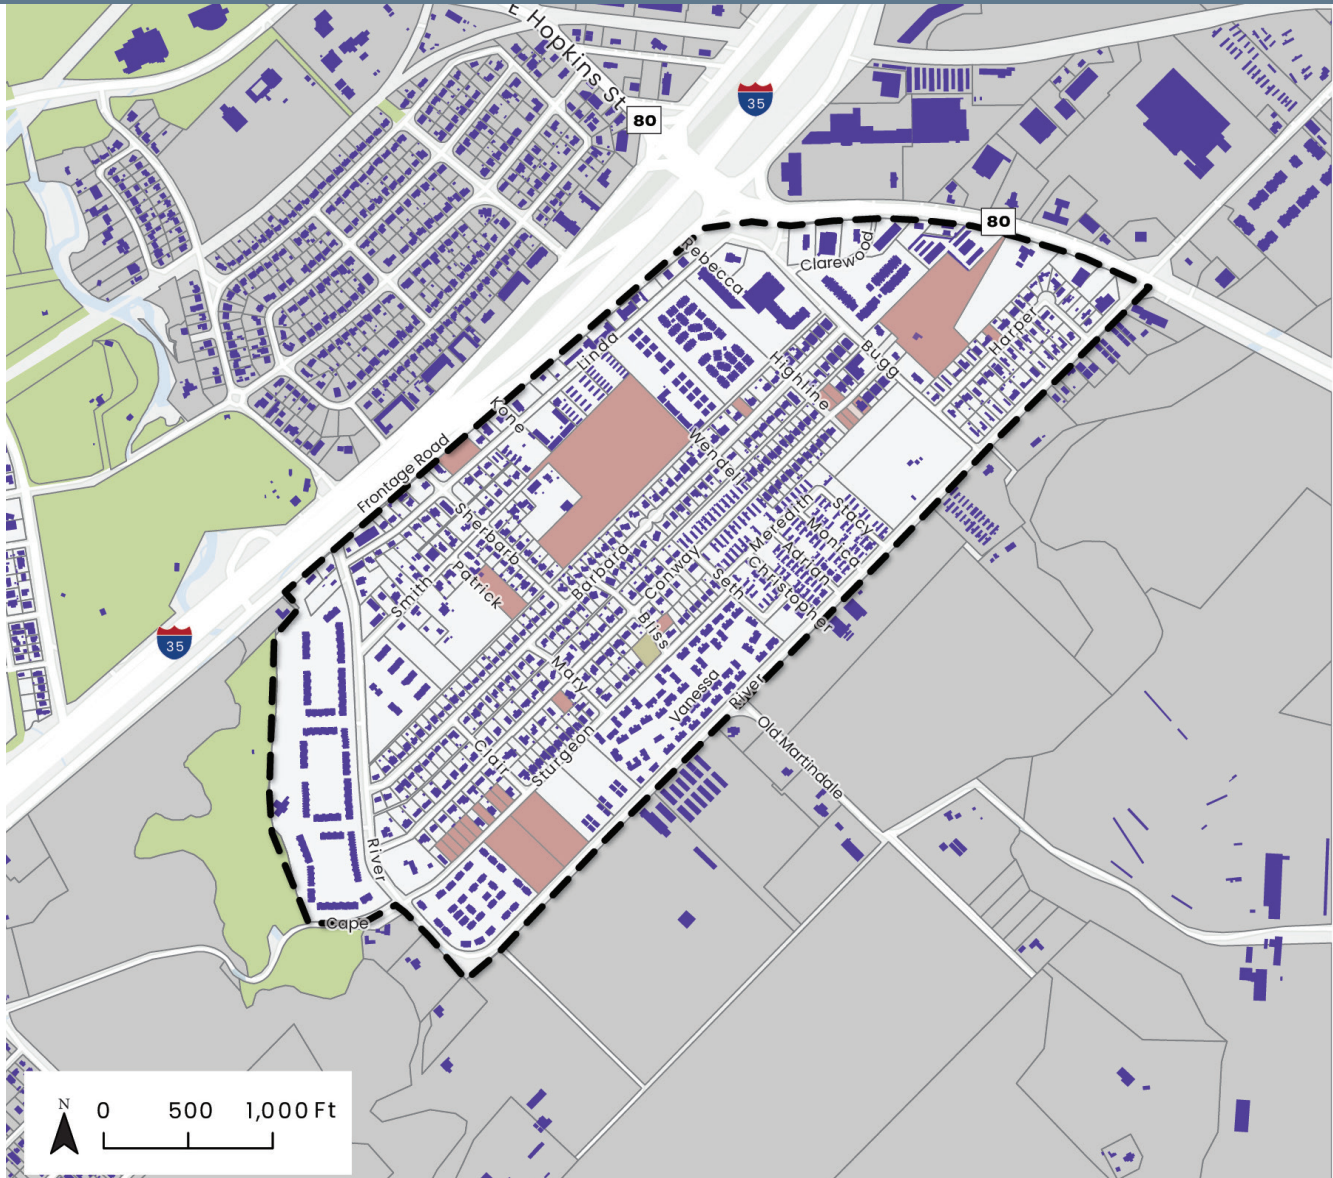 E Hopkins St
35
80
80
Rebecca
Clarewood
Linda
Harper
Bugg
Highline
Kone
Wendell
Frontage Road
Sherbarb
Meredith
Stacy
Monica
Adrian
Barbara
Conway
Smith
Patrick
Seth
Christopher
Bliss
35
Mary
Vanessa
River
Old Martindale
Clair
Sturgeon
River
Cape
N
0 500 1,000 Ft